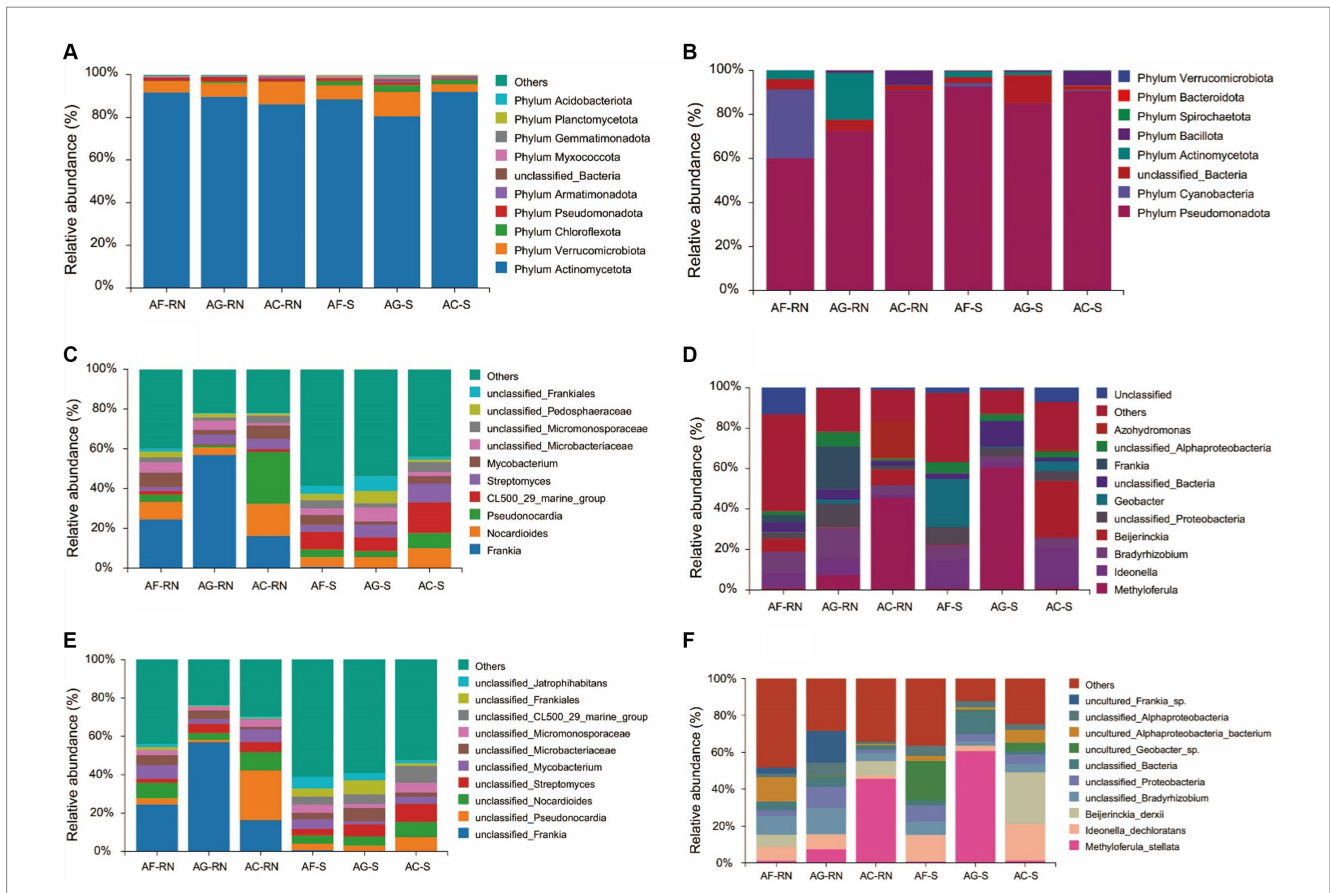 A
Relative abundance (%)
100%
80%
60%
40%
20%
0%
AF-RN
AG-RN
AC-RN
AF-S
AG-S
AC-S
Others
Phylum Acidobacteriota
Phylum Planctomycetota
Phylum Gemmatimonadota
Phylum Myxococcota
unclassified_Bacteria
Phylum Armatimonadota
Phylum Pseudomonadota
Phylum Chloroflexota
Phylum Verrucomicrobiota
Phylum Actinomycetota
B
Relative abundance (%)
100%
80%
60%
40%
20%
0%
AF-RN
AG-RN
AC-RN
AF-S
AG-S
AC-S
Phylum Verrucomicrobiota
Phylum Bacteroidota
Phylum Spirochaetota
Phylum Bacillota
Phylum Actinomycetota
unclassified_Bacteria
Phylum Cyanobacteria
Phylum Pseudomonadota
C
Relative abundance (%)
100%
80%
60%
40%
20%
0%
AF-RN
AG-RN
AC-RN
AF-S
AG-S
AC-S
Others
unclassified_Frankiales
unclassified_Pedosphaeraceae
unclassified_Micromonosporaceae
unclassified_Microbacteriaceae
Mycobacterium
Streptomyces
CL500_29_marine_group
Pseudonocardia
Nocardioides
Frankia
D
Relative abundance (%)
100%
80%
60%
40%
20%
0%
AF-RN
AG-RN
AC-RN
AF-S
AG-S
AC-S
Unclassified
Others
Azohydromonas
unclassified_Alphaproteobacteria
Frankia
unclassified_Bacteria
Geobacter
unclassified_Proteobacteria
Beijerinckia
Bradyrhizobium
Ideonella
Methyloferula
E
Relative abundance (%)
100%
80%
60%
40%
20%
0%
AF-RN
AG-RN
AC-RN
AF-S
AG-S
AC-S
Others
unclassified_Jatrophihabitans
unclassified_Frankiales
unclassified_CL500_29_marine_group
unclassified_Micromonosporaceae
unclassified_Microbacteriaceae
unclassified_Mycobacterium
unclassified_Streptomyces
unclassified_Nocardioides
unclassified_Pseudonocardia
unclassified_Frankia
F
Relative abundance (%)
100%
80%
60%
40%
20%
0%
AF-RN
AG-RN
AC-RN
AF-S
AG-S
AC-S
Others
uncultured_Frankia_sp.
unclassified_Alphaproteobacteria
uncultured_Alphaproteobacteria_bacterium
uncultured_Geobacter_sp.
unclassified_Bacteria
unclassified_Proteobacteria
unclassified_Bradyrhizobium
Beijerinckia_derxii
Ideonella_dechloratans
Methyloferula_stellata